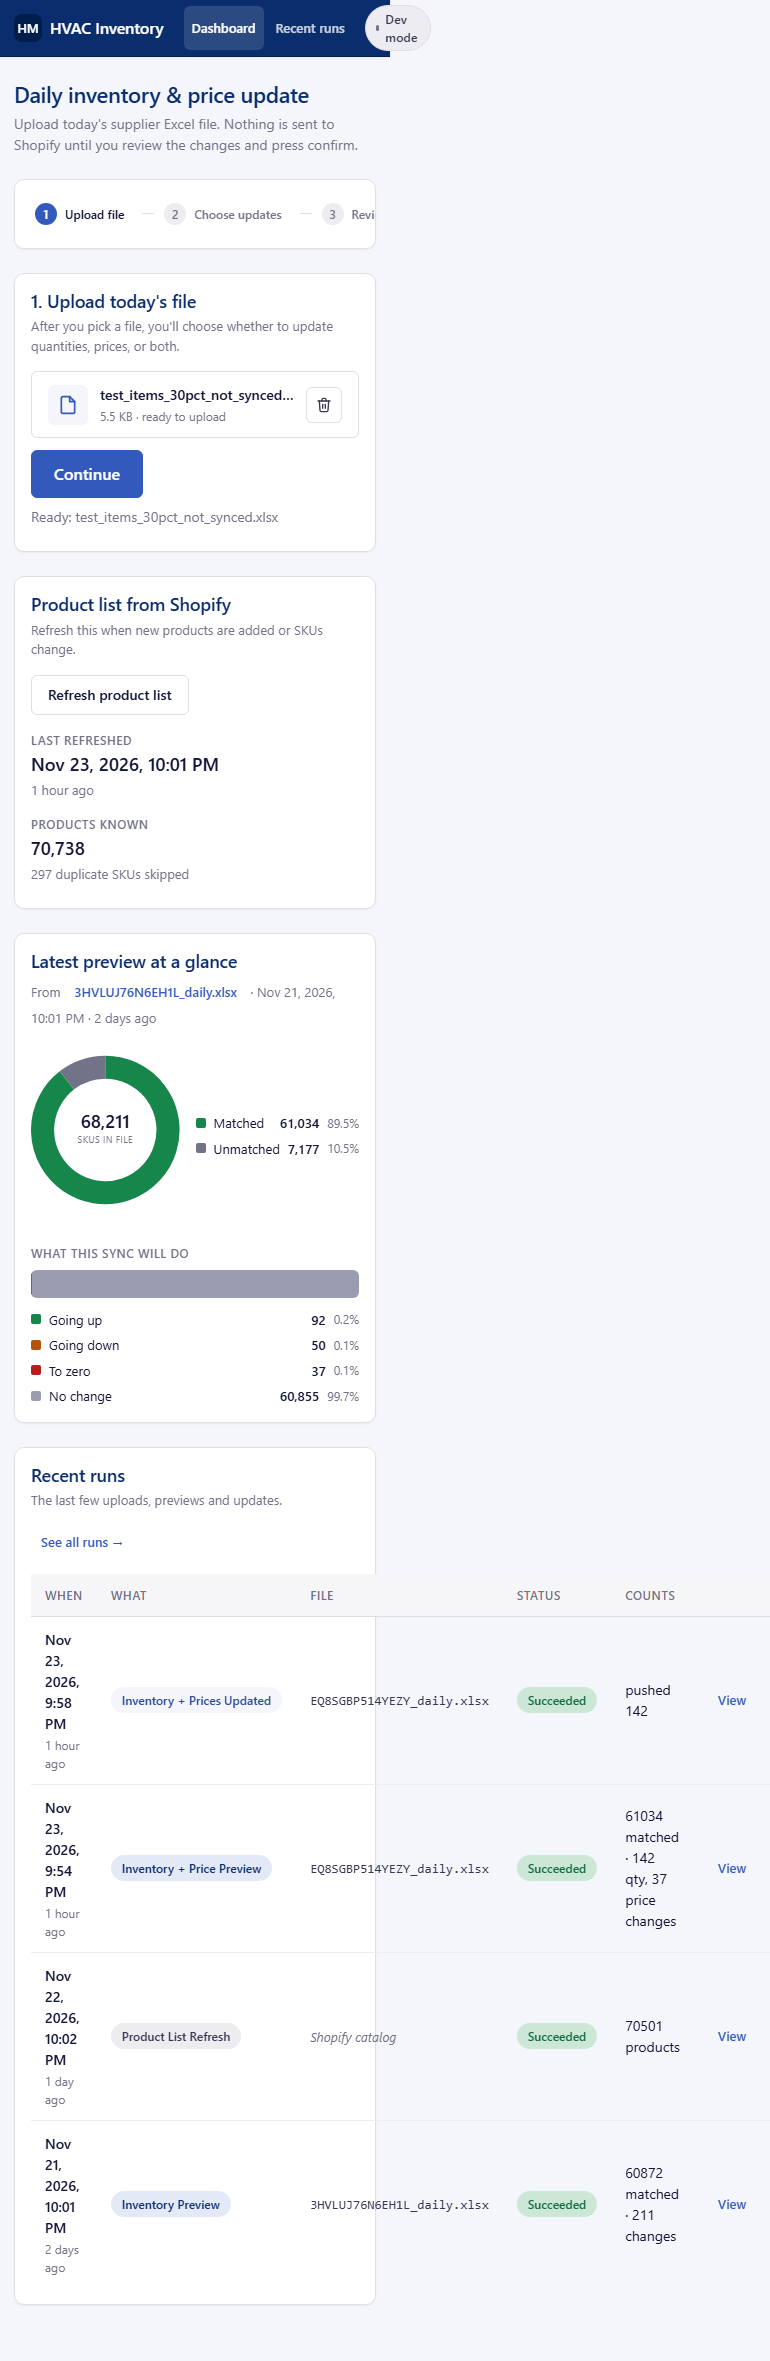 HM HVAC Inventory Dashboard Recent runs Dev mode
Daily inventory & price update
Upload today's supplier Excel file. Nothing is sent to
Shopify until you review the changes and press confirm.
1 Upload file 2 Choose updates 3 Revi
1. Upload today's file
After you pick a file, you'll choose whether to update
quantities, prices, or both.
test_items_30pct_not_synced...
5.5 KB · ready to upload
Continue
Ready: test_items_30pct_not_synced.xlsx
Product list from Shopify
Refresh this when new products are added or SKUs
change.
Refresh product list
LAST REFRESHED
Nov 23, 2026, 10:01 PM
1 hour ago
PRODUCTS KNOWN
70,738
297 duplicate SKUs skipped
Latest preview at a glance
From 3HVLUJ76N6EH1L_daily.xlsx · Nov 21, 2026,
10:01 PM · 2 days ago
68,211
SKUS IN FILE
Matched 61,034 89.5%
Unmatched 7,177 10.5%
WHAT THIS SYNC WILL DO
Going up 92 0.2%
Going down 50 0.1%
To zero 37 0.1%
No change 60,855 99.7%
Recent runs
The last few uploads, previews and updates.
See all runs →
WHEN WHAT FILE STATUS COUNTS
Nov
23,
2026,
9:58
PM
1 hour
ago
Inventory + Prices Updated
EQ8SGBP514YEZY_daily.xlsx
Succeeded
pushed
142
View
Nov
23,
2026,
9:54
PM
1 hour
ago
Inventory + Price Preview
EQ8SGBP514YEZY_daily.xlsx
Succeeded
61034
matched
· 142
qty, 37
price
changes
View
Nov
22,
2026,
10:02
PM
1 day
ago
Product List Refresh
Shopify catalog
Succeeded
70501
products
View
Nov
21,
2026,
10:01
PM
2 days
ago
Inventory Preview
3HVLUJ76N6EH1L_daily.xlsx
Succeeded
60872
matched
· 211
changes
View